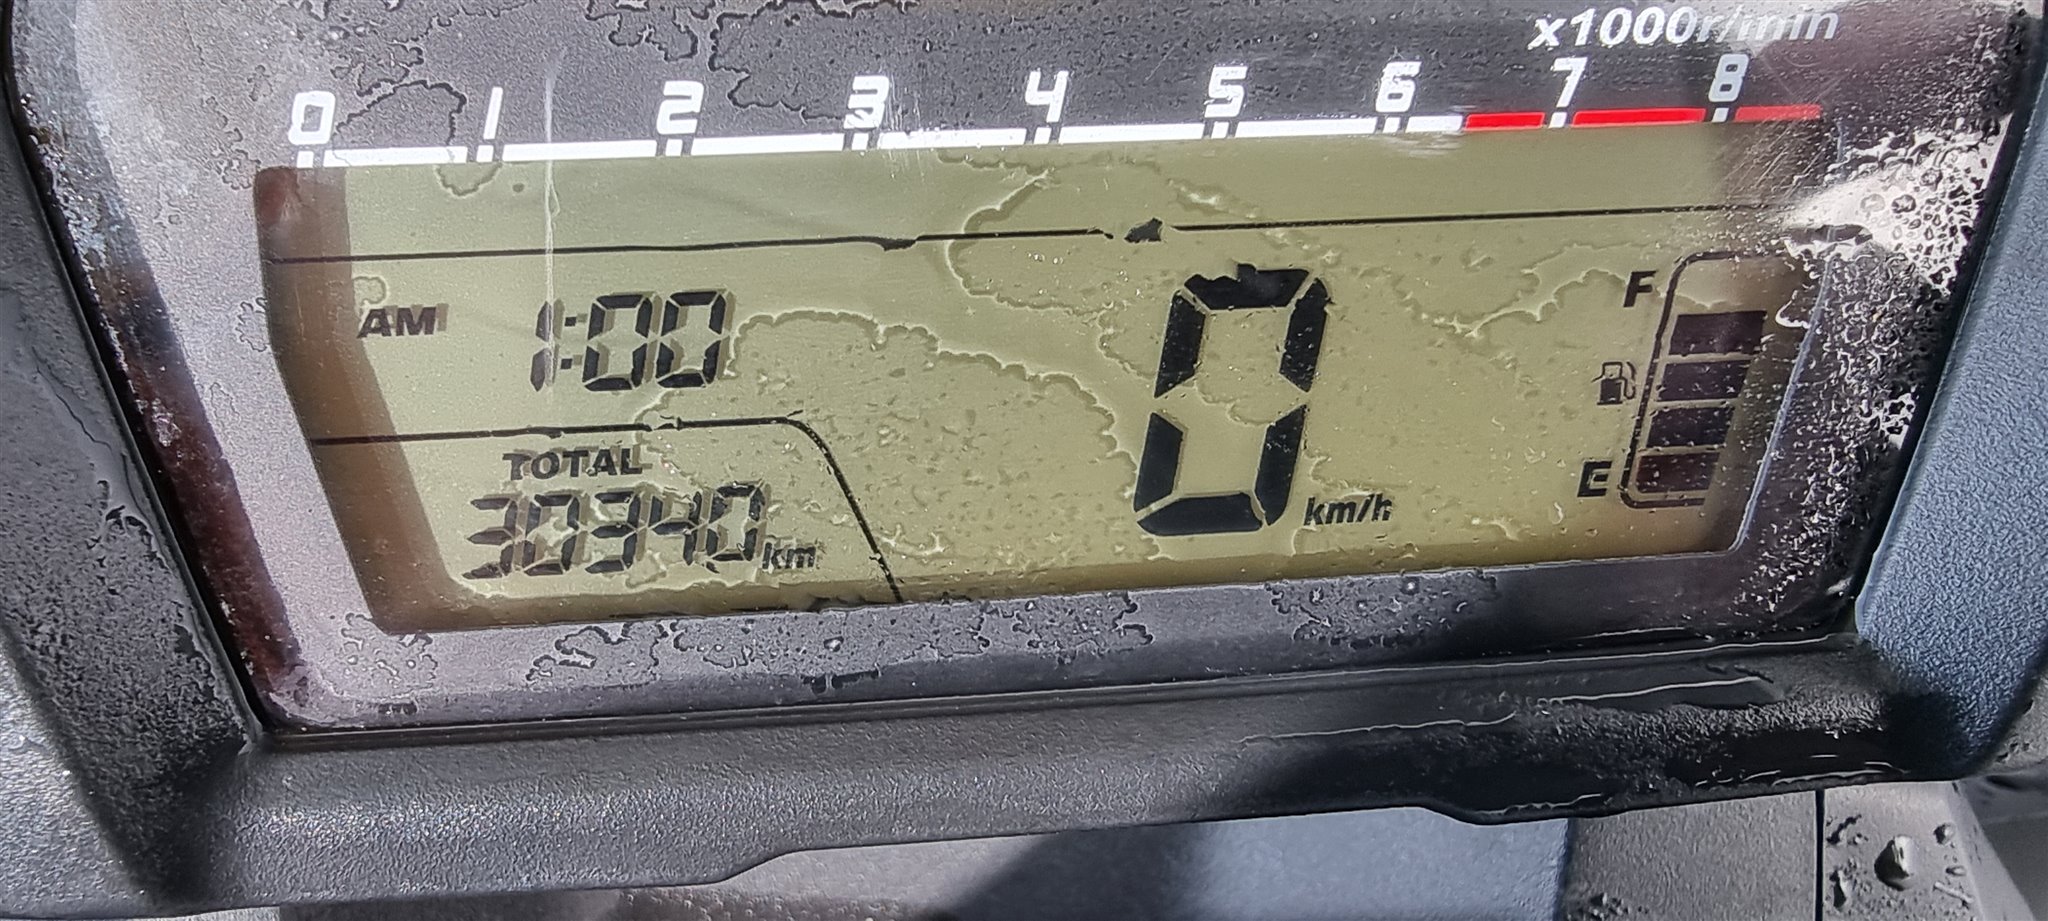 x1000r/min
0 1 2 3 4 5 6 7 8
AM 1:00
TOTAL
30340 km
0 km/h
F
E